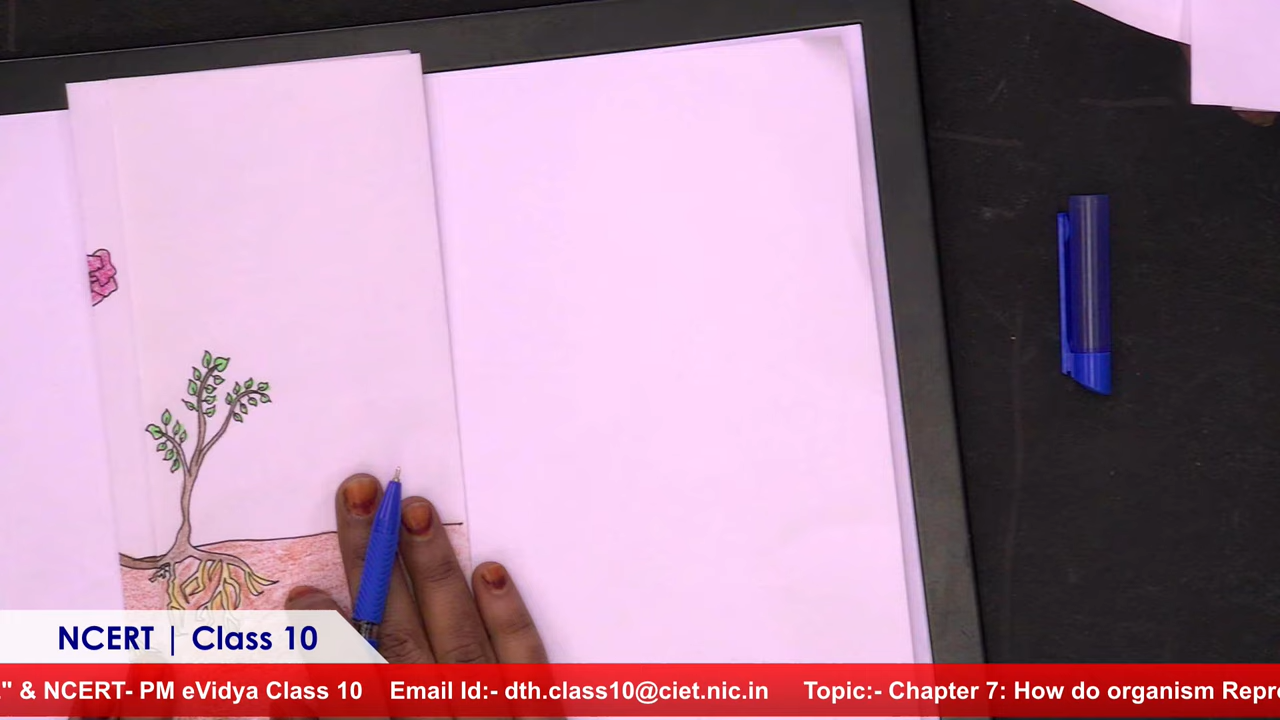 NCERT | Class 10
" & NCERT- PM eVidya Class 10 Email Id:- dth.class10@ciet.nic.in Topic:- Chapter 7: How do organism